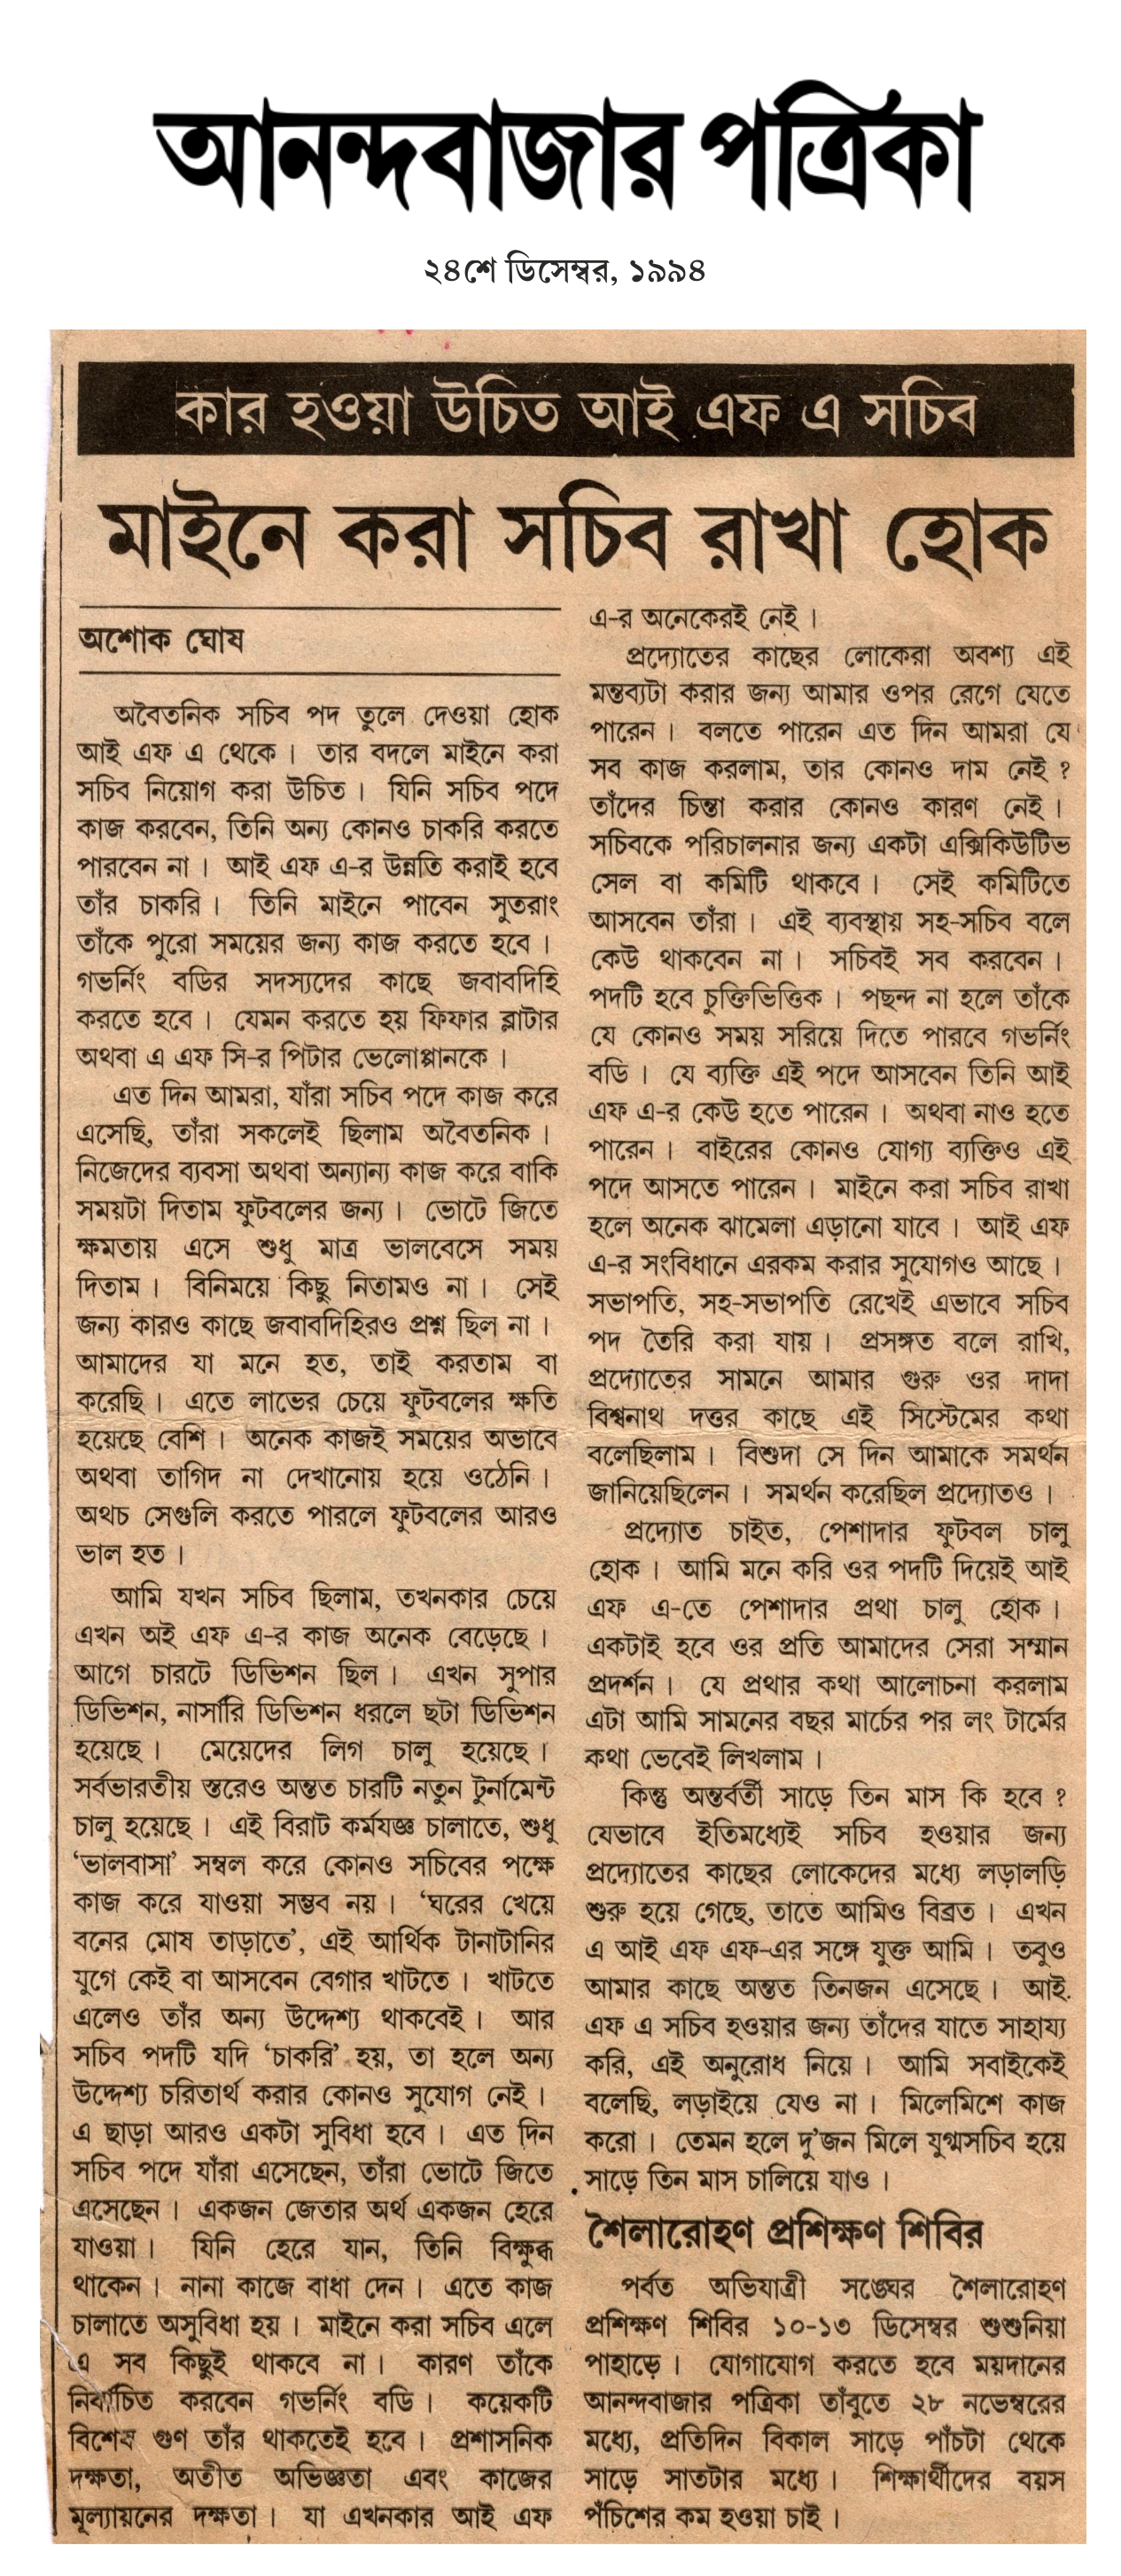 আনন্দবাজার পত্রিকা
২৪শে ডিসেম্বর, ১৯৯৪
কার হওয়া উচিত আই এফ এ সচিব
মাইনে করা সচিব রাখা হোক
অশোক ঘোষ
অবৈতনিক সচিব পদ তুলে দেওয়া হোক
আই এফ এ থেকে। তার বদলে মাইনে করা
সচিব নিয়োগ করা উচিত। যিনি সচিব পদে
কাজ করবেন, তিনি অন্য কোনও চাকরি করতে
পারবেন না। আই এফ এ-র উন্নতি করাই হবে
তাঁর চাকরি। তিনি মাইনে পাবেন সুতরাং
তাঁকে পুরো সময়ের জন্য কাজ করতে হবে।
গভর্নিং বডির সদস্যদের কাছে জবাবদিহি
করতে হবে। যেমন করতে হয় ফিফার ব্লাটার
অথবা এ এফ সি-র পিটার ভেলোপ্পানকে।
এত দিন আমরা, যাঁরা সচিব পদে কাজ করে
এসেছি, তাঁরা সকলেই ছিলাম অবৈতনিক।
নিজেদের ব্যবসা অথবা অন্যান্য কাজ করে বাকি
সময়টা দিতাম ফুটবলের জন্য। ভোটে জিতে
ক্ষমতায় এসে শুধু মাত্র ভালবেসে সময়
দিতাম। বিনিময়ে কিছু নিতামও না। সেই
জন্য কারও কাছে জবাবদিহিরও প্রশ্ন ছিল না।
আমাদের যা মনে হত, তাই করতাম বা
করেছি। এতে লাভের চেয়ে ফুটবলের ক্ষতি
হয়েছে বেশি। অনেক কাজই সময়ের অভাবে
অথবা তাগিদ না দেখানোয় হয়ে ওঠেনি।
অথচ সেগুলি করতে পারলে ফুটবলের আরও
ভাল হত।
আমি যখন সচিব ছিলাম, তখনকার চেয়ে
এখন অই এফ এ-র কাজ অনেক বেড়েছে।
আগে চারটে ডিভিশন ছিল। এখন সুপার
ডিভিশন, নার্সারি ডিভিশন ধরলে ছটা ডিভিশন
হয়েছে। মেয়েদের লিগ চালু হয়েছে।
সর্বভারতীয় স্তরেও অন্তত চারটি নতুন টুর্নামেন্ট
চালু হয়েছে। এই বিরাট কর্মযজ্ঞ চালাতে, শুধু
‘ভালবাসা’ সম্বল করে কোনও সচিবের পক্ষে
কাজ করে যাওয়া সম্ভব নয়। ‘ঘরের খেয়ে
বনের মোষ তাড়াতে’, এই আর্থিক টানাটানির
যুগে কেই বা আসবেন বেগার খাটতে। খাটতে
এলেও তাঁর অন্য উদ্দেশ্য থাকবেই। আর
সচিব পদটি যদি ‘চাকরি’ হয়, তা হলে অন্য
উদ্দেশ্য চরিতার্থ করার কোনও সুযোগ নেই।
এ ছাড়া আরও একটা সুবিধা হবে। এত দিন
সচিব পদে যাঁরা এসেছেন, তাঁরা ভোটে জিতে
এসেছেন। একজন জেতার অর্থ একজন হেরে
যাওয়া। যিনি হেরে যান, তিনি বিক্ষুব্ধ
থাকেন। নানা কাজে বাধা দেন। এতে কাজ
চালাতে অসুবিধা হয়। মাইনে করা সচিব এলে
এ সব কিছুই থাকবে না। কারণ তাঁকে
নির্বাচিত করবেন গভর্নিং বডি। কয়েকটি
বিশেষ গুণ তাঁর থাকতেই হবে। প্রশাসনিক
দক্ষতা, অতীত অভিজ্ঞতা এবং কাজের
মূল্যায়নের দক্ষতা। যা এখনকার আই এফ
এ-র অনেকেরই নেই।
প্রদ্যোতের কাছের লোকেরা অবশ্য এই
মন্তব্যটা করার জন্য আমার ওপর রেগে যেতে
পারেন। বলতে পারেন এত দিন আমরা যে
সব কাজ করলাম, তার কোনও দাম নেই?
তাঁদের চিন্তা করার কোনও কারণ নেই।
সচিবকে পরিচালনার জন্য একটা এক্সিকিউটিভ
সেল বা কমিটি থাকবে। সেই কমিটিতে
আসবেন তাঁরা। এই ব্যবস্থায় সহ-সচিব বলে
কেউ থাকবেন না। সচিবই সব করবেন।
পদটি হবে চুক্তিভিত্তিক। পছন্দ না হলে তাঁকে
যে কোনও সময় সরিয়ে দিতে পারবে গভর্নিং
বডি। যে ব্যক্তি এই পদে আসবেন তিনি আই
এফ এ-র কেউ হতে পারেন। অথবা নাও হতে
পারেন। বাইরের কোনও যোগ্য ব্যক্তিও এই
পদে আসতে পারেন। মাইনে করা সচিব রাখা
হলে অনেক ঝামেলা এড়ানো যাবে। আই এফ
এ-র সংবিধানে এরকম করার সুযোগও আছে।
সভাপতি, সহ-সভাপতি রেখেই এভাবে সচিব
পদ তৈরি করা যায়। প্রসঙ্গত বলে রাখি,
প্রদ্যোতের সামনে আমার গুরু ওর দাদা
বিশ্বনাথ দত্তর কাছে এই সিস্টেমের কথা
বলেছিলাম। বিশুদা সে দিন আমাকে সমর্থন
জানিয়েছিলেন। সমর্থন করেছিল প্রদ্যোতও।
প্রদ্যোত চাইত, পেশাদার ফুটবল চালু
হোক। আমি মনে করি ওর পদটি দিয়েই আই
এফ এ-তে পেশাদার প্রথা চালু হোক।
একটাই হবে ওর প্রতি আমাদের সেরা সম্মান
প্রদর্শন। যে প্রথার কথা আলোচনা করলাম
এটা আমি সামনের বছর মার্চের পর লং টার্মের
কথা ভেবেই লিখলাম।
কিন্তু অন্তর্বর্তী সাড়ে তিন মাস কি হবে?
যেভাবে ইতিমধ্যেই সচিব হওয়ার জন্য
প্রদ্যোতের কাছের লোকেদের মধ্যে লড়ালড়ি
শুরু হয়ে গেছে, তাতে আমিও বিব্রত। এখন
এ আই এফ এফ-এর সঙ্গে যুক্ত আমি। তবুও
আমার কাছে অন্তত তিনজন এসেছে। আই
এফ এ সচিব হওয়ার জন্য তাঁদের যাতে সাহায্য
করি, এই অনুরোধ নিয়ে। আমি সবাইকেই
বলেছি, লড়াইয়ে যেও না। মিলেমিশে কাজ
করো। তেমন হলে দু’জন মিলে যুগ্মসচিব হয়ে
সাড়ে তিন মাস চালিয়ে যাও।
শৈলারোহণ প্রশিক্ষণ শিবির
পর্বত অভিযাত্রী সঙ্ঘের শৈলারোহণ
প্রশিক্ষণ শিবির ১০-১৩ ডিসেম্বর শুশুনিয়া
পাহাড়ে। যোগাযোগ করতে হবে ময়দানের
আনন্দবাজার পত্রিকা তাঁবুতে ২৮ নভেম্বরের
মধ্যে, প্রতিদিন বিকাল সাড়ে পাঁচটা থেকে
সাড়ে সাতটার মধ্যে। শিক্ষার্থীদের বয়স
পঁচিশের কম হওয়া চাই।